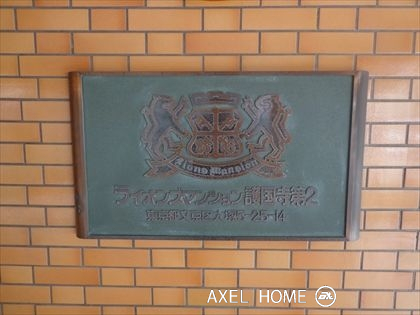 Lions Mansion
ライオンズマンション護国寺第2
東京都文京区大塚5-25-14
AXEL HOME